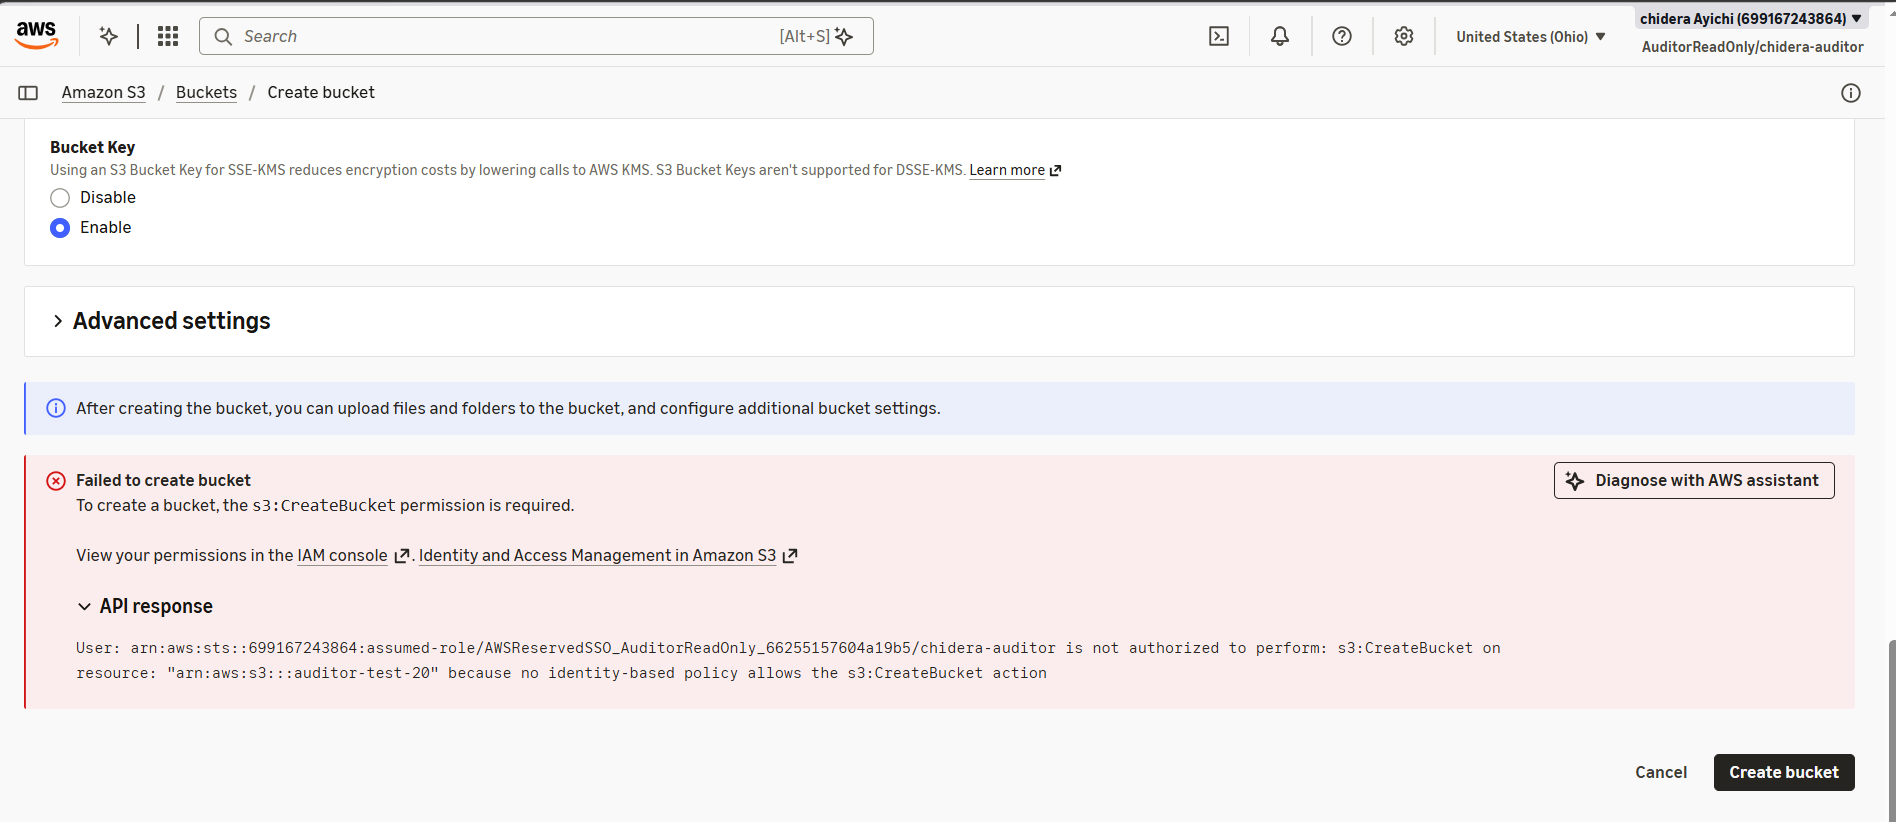 aws
Search
[Alt+S]
United States (Ohio)
chidera Ayichi (699167243864)
AuditorReadOnly/chidera-auditor
Amazon S3 / Buckets / Create bucket
Bucket Key
Using an S3 Bucket Key for SSE-KMS reduces encryption costs by lowering calls to AWS KMS. S3 Bucket Keys aren't supported for DSSE-KMS. Learn more
Disable
Enable
Advanced settings
After creating the bucket, you can upload files and folders to the bucket, and configure additional bucket settings.
Failed to create bucket
Diagnose with AWS assistant
To create a bucket, the s3:CreateBucket permission is required.
View your permissions in the IAM console. Identity and Access Management in Amazon S3
API response
User: arn:aws:sts::699167243864:assumed-role/AWSReservedSSO_AuditorReadOnly_66255157604a19b5/chidera-auditor is not authorized to perform: s3:CreateBucket on
resource: "arn:aws:s3:::auditor-test-20" because no identity-based policy allows the s3:CreateBucket action
Cancel
Create bucket